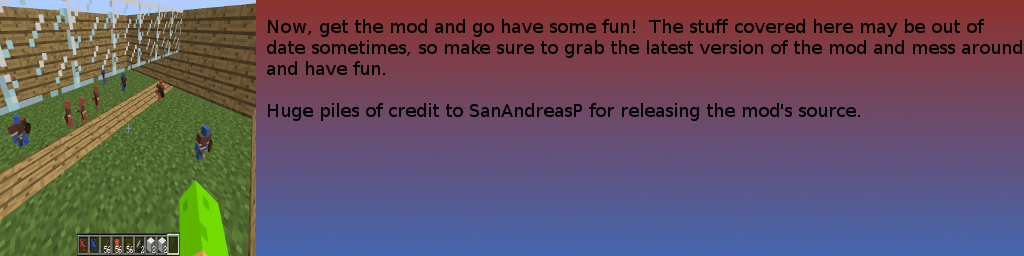 Now, get the mod and go have some fun!  The stuff covered here may be out of
date sometimes, so make sure to grab the latest version of the mod and mess around
and have fun.
Huge piles of credit to SanAndreasP for releasing the mod's source.